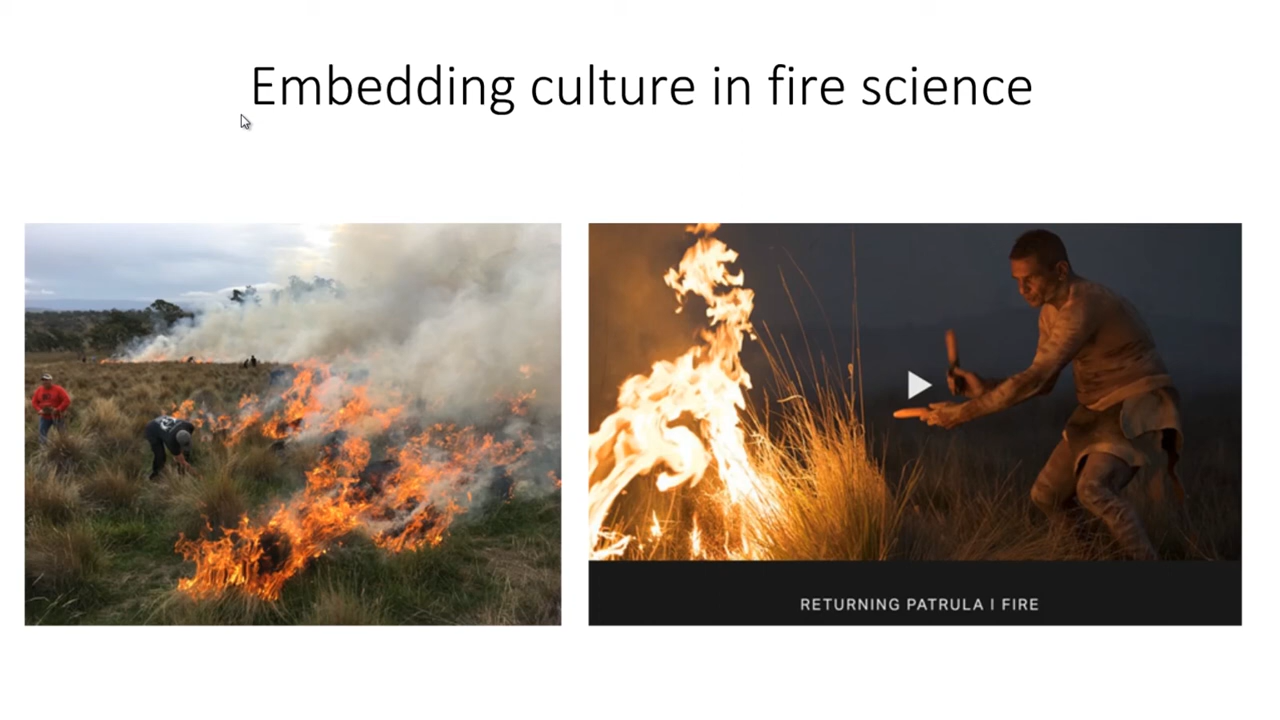 Embedding culture in fire science
RETURNING PATRULA | FIRE